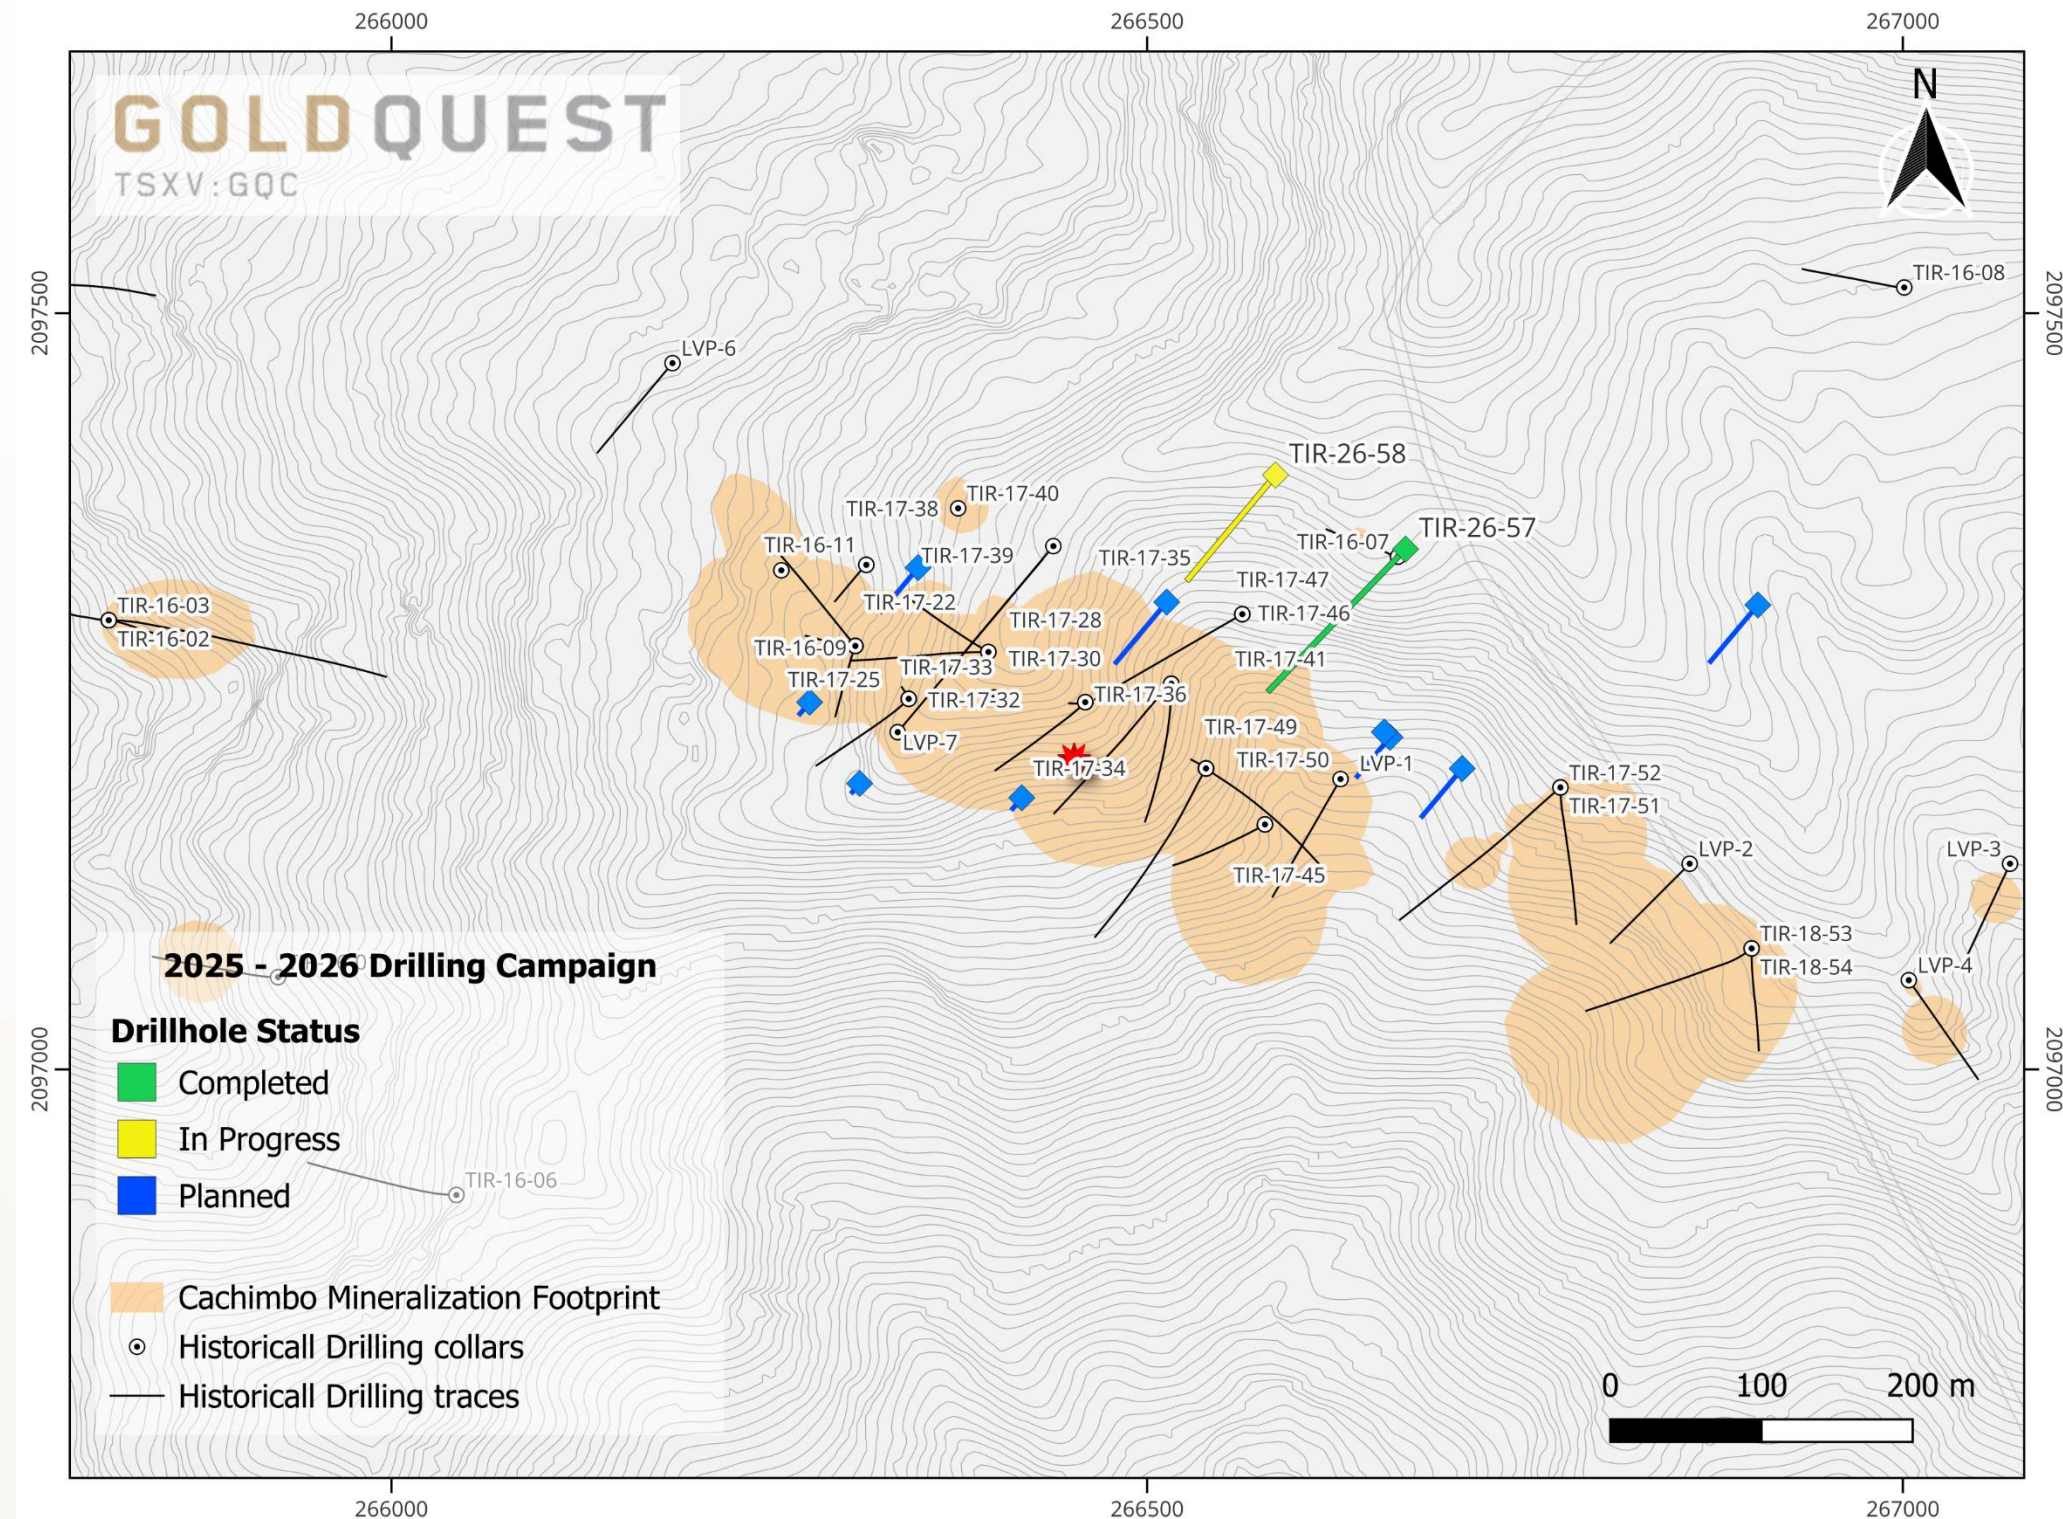 266000
266500
267000
GOLDQUEST
TSXV:GQC
N
2097500
2097500
TIR-16-08
LVP-6
TIR-26-58
TIR-17-40
TIR-17-38
TIR-26-57
TIR-16-07
TIR-16-11
TIR-17-39
TIR-17-35
TIR-17-47
TIR-16-03
TIR-17-22
TIR-17-28
TIR-17-46
TIR-16-02
TIR-16-09
TIR-17-33
TIR-17-30
TIR-17-41
TIR-17-25
TIR-17-32
TIR-17-36
LVP-7
TIR-17-49
TIR-17-34
TIR-17-50
LVP-1
TIR-17-52
TIR-17-51
LVP-2
LVP-3
TIR-17-45
TIR-18-53
TIR-18-54
LVP-4
2025 - 2026 Drilling Campaign
Drillhole Status
Completed
In Progress
Planned
2097000
2097000
TIR-16-06
Cachimbo Mineralization Footprint
Historicall Drilling collars
Historicall Drilling traces
0 100 200 m
266000
266500
267000